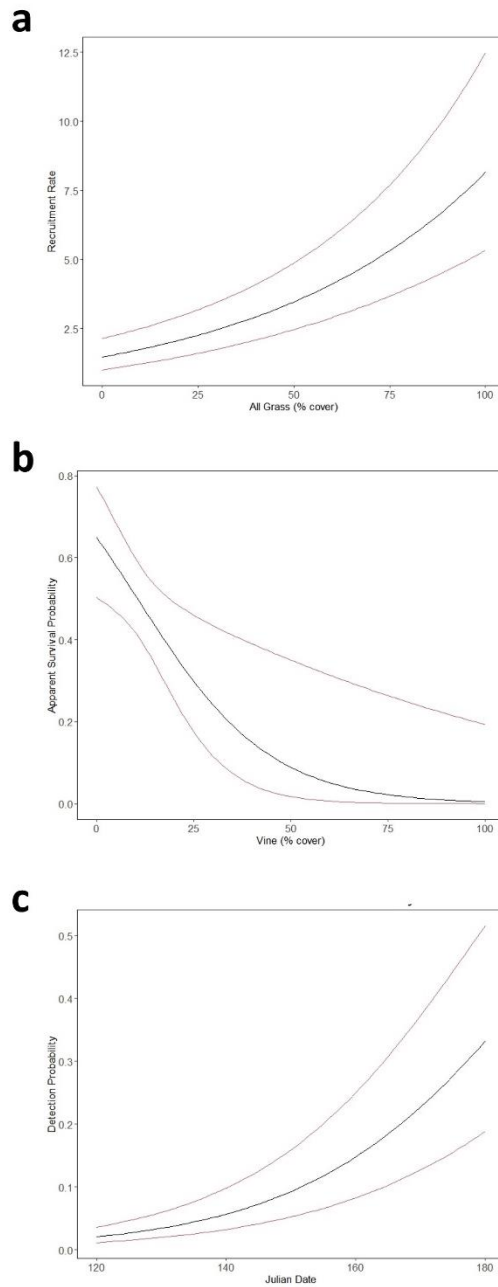 a
12.5
10.0
7.5
5.0
2.5
Recruitment Rate
0 25 50 75 100
All Grass (% cover)
b
0.8
0.6
0.4
0.2
0.0
Apparent Survival Probability
0 25 50 75 100
Vine (% cover)
c
0.5
0.4
0.3
0.2
0.1
0.0
Detection Probability
120 140 160 180
Julian Date